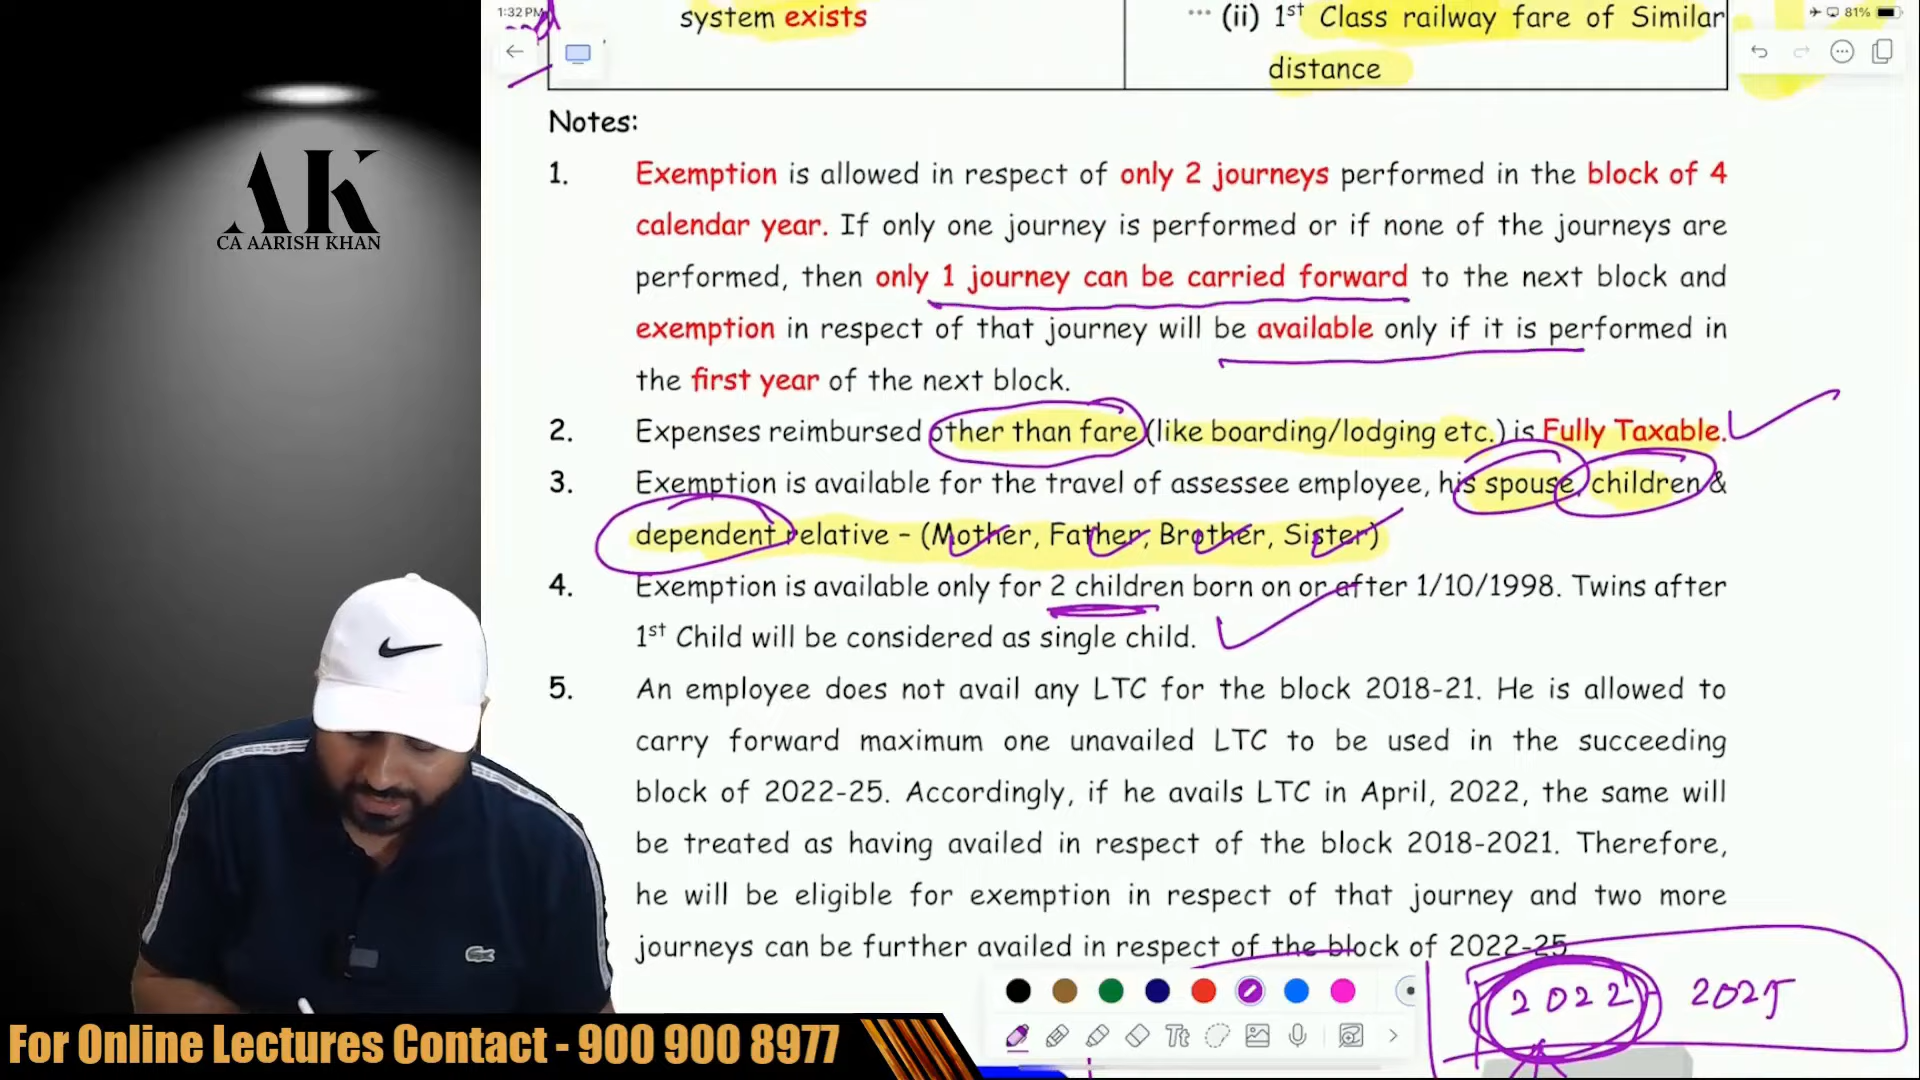 1:32 PM
81%
system exists
(ii) 1st Class railway fare of Similar
distance
Notes:
1. Exemption is allowed in respect of only 2 journeys performed in the block of 4
calendar year. If only one journey is performed or if none of the journeys are
performed, then only 1 journey can be carried forward to the next block and
exemption in respect of that journey will be available only if it is performed in
the first year of the next block.
2. Expenses reimbursed other than fare (like boarding/lodging etc.) is Fully Taxable.
3. Exemption is available for the travel of assessee employee, his spouse, children &
dependent relative – (Mother, Father, Brother, Sister)
4. Exemption is available only for 2 children born on or after 1/10/1998. Twins after
1st Child will be considered as single child.
5. An employee does not avail any LTC for the block 2018-21. He is allowed to
carry forward maximum one unavailed LTC to be used in the succeeding
block of 2022-25. Accordingly, if he avails LTC in April, 2022, the same will
be treated as having availed in respect of the block 2018-2021. Therefore,
he will be eligible for exemption in respect of that journey and two more
journeys can be further availed in respect of the block of 2022-25
2022 - 2025
Tt
AK
CA AARISH KHAN
For Online Lectures Contact - 900 900 8977